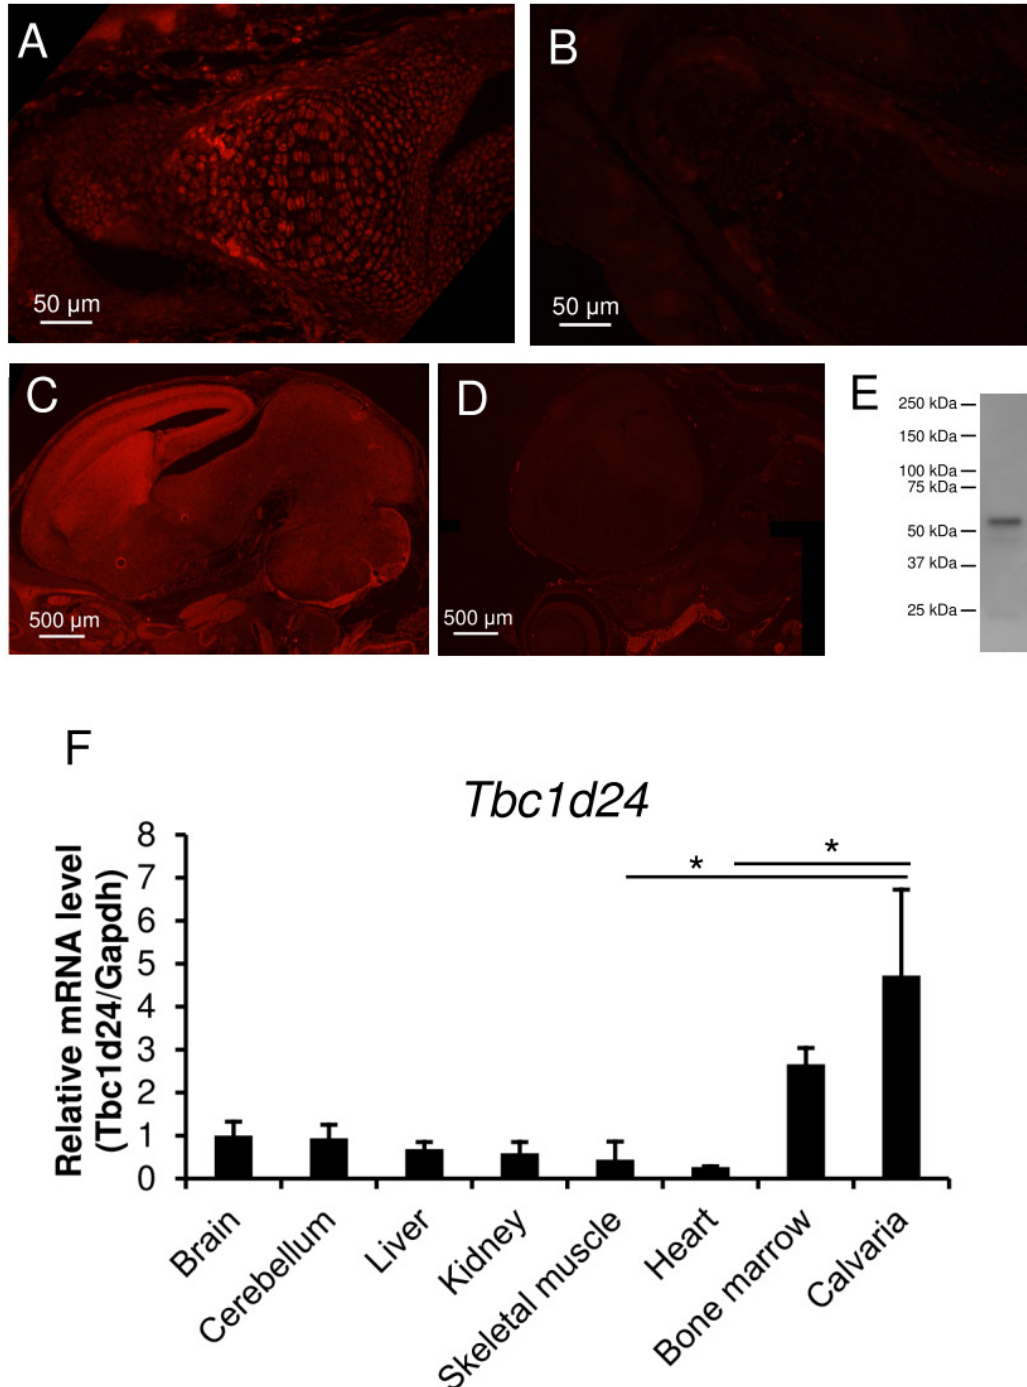 A
B
50 µm
50 µm
C
D
E
500 µm
500 µm
250 kDa
150 kDa
100 kDa
75 kDa
50 kDa
37 kDa
25 kDa
F
Tbc1d24
Relative mRNA level
(Tbc1d24/Gapdh)
8
7
6
5
4
3
2
1
0
*
*
Brain
Cerebellum
Liver
Kidney
Skeletal muscle
Heart
Bone marrow
Calvaria